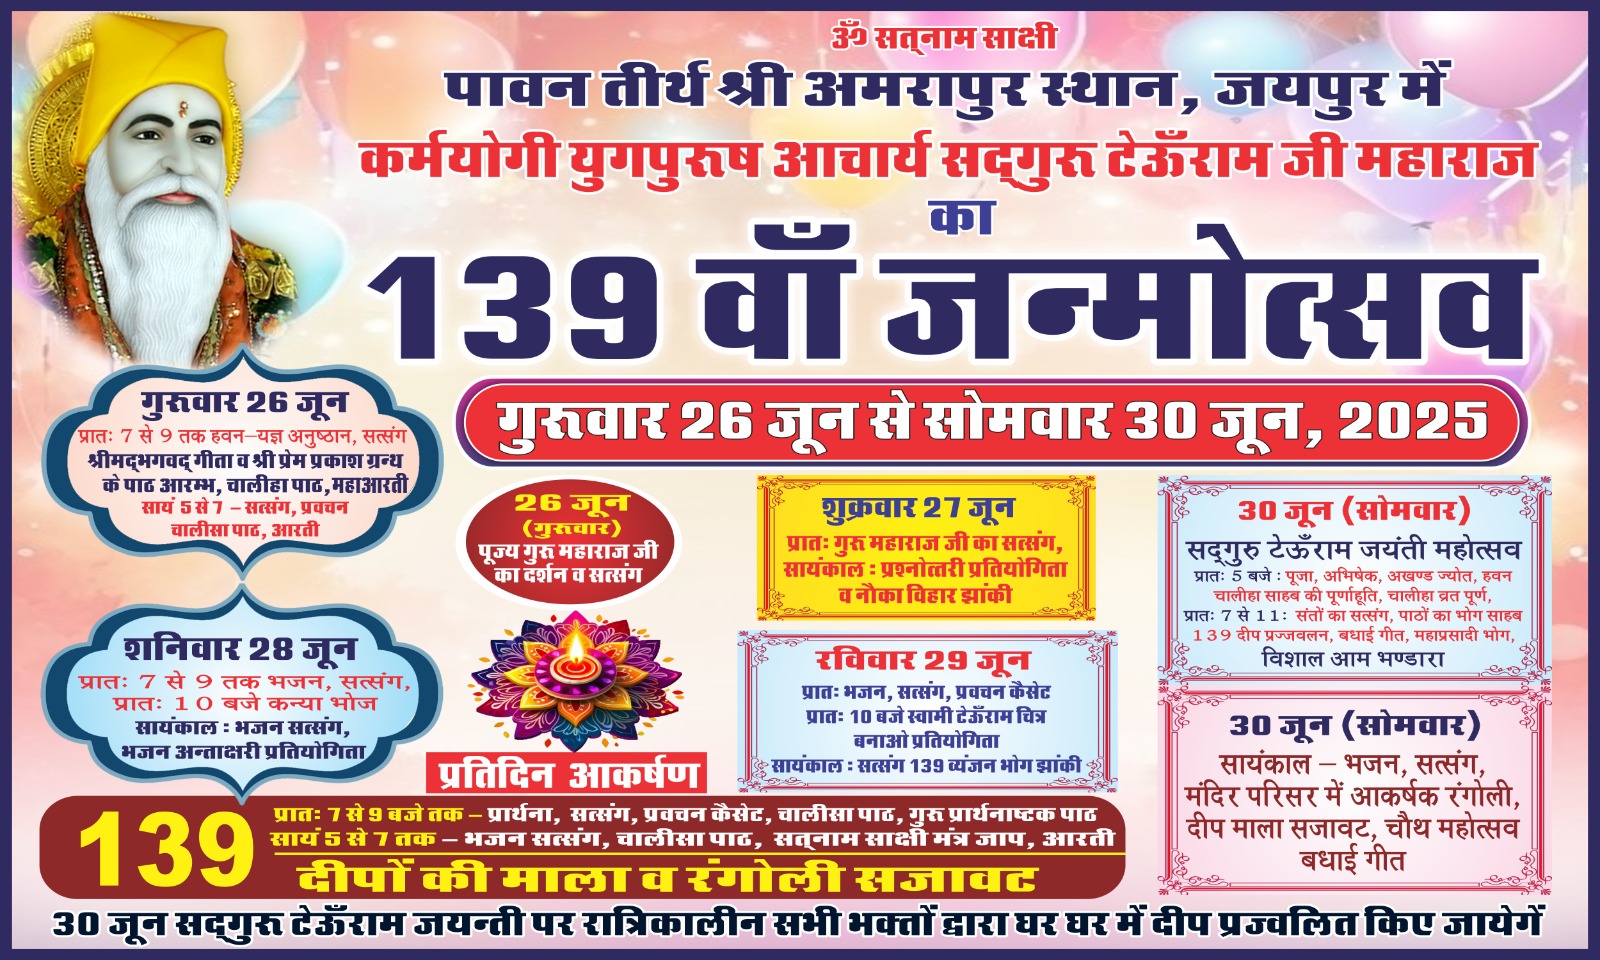 ॐ सत्‌नाम साक्षी
पावन तीर्थ श्री अमरापुर स्थान, जयपुर में
कर्मयोगी युगपुरूष आचार्य सद्‌गुरू टेऊँराम जी महाराज
का
139 वाँ जन्मोत्सव
गुरूवार 26 जून से सोमवार 30 जून, 2025
गुरूवार 26 जून
प्रातः 7 से 9 तक हवन–यज्ञ अनुष्ठान, सत्संग
श्रीमद्‌भगवद्‌ गीता व श्री प्रेम प्रकाश ग्रन्थ
के पाठ आरम्भ, चालीहा पाठ,महाआरती
सायं 5 से 7 – सत्संग, प्रवचन
चालीसा पाठ, आरती
26 जून
(गुरूवार)
पूज्य गुरू महाराज जी
का दर्शन व सत्संग
शुक्रवार 27 जून
प्रातः गुरू महाराज जी का सत्संग,
सायंकाल : प्रश्नोत्तरी प्रतियोगिता
व नौका विहार झांकी
शनिवार 28 जून
प्रातः 7 से 9 तक भजन, सत्संग,
प्रातः 10 बजे कन्या भोज
सायंकाल : भजन सत्संग,
भजन अन्ताक्षरी प्रतियोगिता
रविवार 29 जून
प्रातः भजन, सत्संग, प्रवचन कैसेट
प्रातः 10 बजे स्वामी टेऊँराम चित्र
बनाओ प्रतियोगिता
सायंकाल : सत्संग 139 व्यंजन भोग झांकी
30 जून (सोमवार)
सद्‌गुरु टेऊँराम जयंती महोत्सव
प्रातः 5 बजे : पूजा, अभिषेक, अखण्ड ज्योत, हवन
चालीहा साहब की पूर्णाहूति, चालीहा व्रत पूर्ण,
प्रातः 7 से 11: संतों का सत्संग, पाठों का भोग साहब
139 दीप प्रज्जवलन, बधाई गीत, महाप्रसादी भोग,
विशाल आम भण्डारा
30 जून (सोमवार)
सायंकाल – भजन, सत्संग,
मंदिर परिसर में आकर्षक रंगोली,
दीप माला सजावट, चौथ महोत्सव
बधाई गीत
प्रतिदिन आकर्षण
139
प्रातः 7 से 9 बजे तक – प्रार्थना, सत्संग, प्रवचन कैसेट, चालीसा पाठ, गुरू प्रार्थनाष्टक पाठ
सायं 5 से 7 तक – भजन सत्संग, चालीसा पाठ, सत्‌नाम साक्षी मंत्र जाप, आरती
दीपों की माला व रंगोली सजावट
30 जून सद्‌गुरू टेऊँराम जयन्ती पर रात्रिकालीन सभी भक्तों द्वारा घर घर में दीप प्रज्वलित किए जायेगें